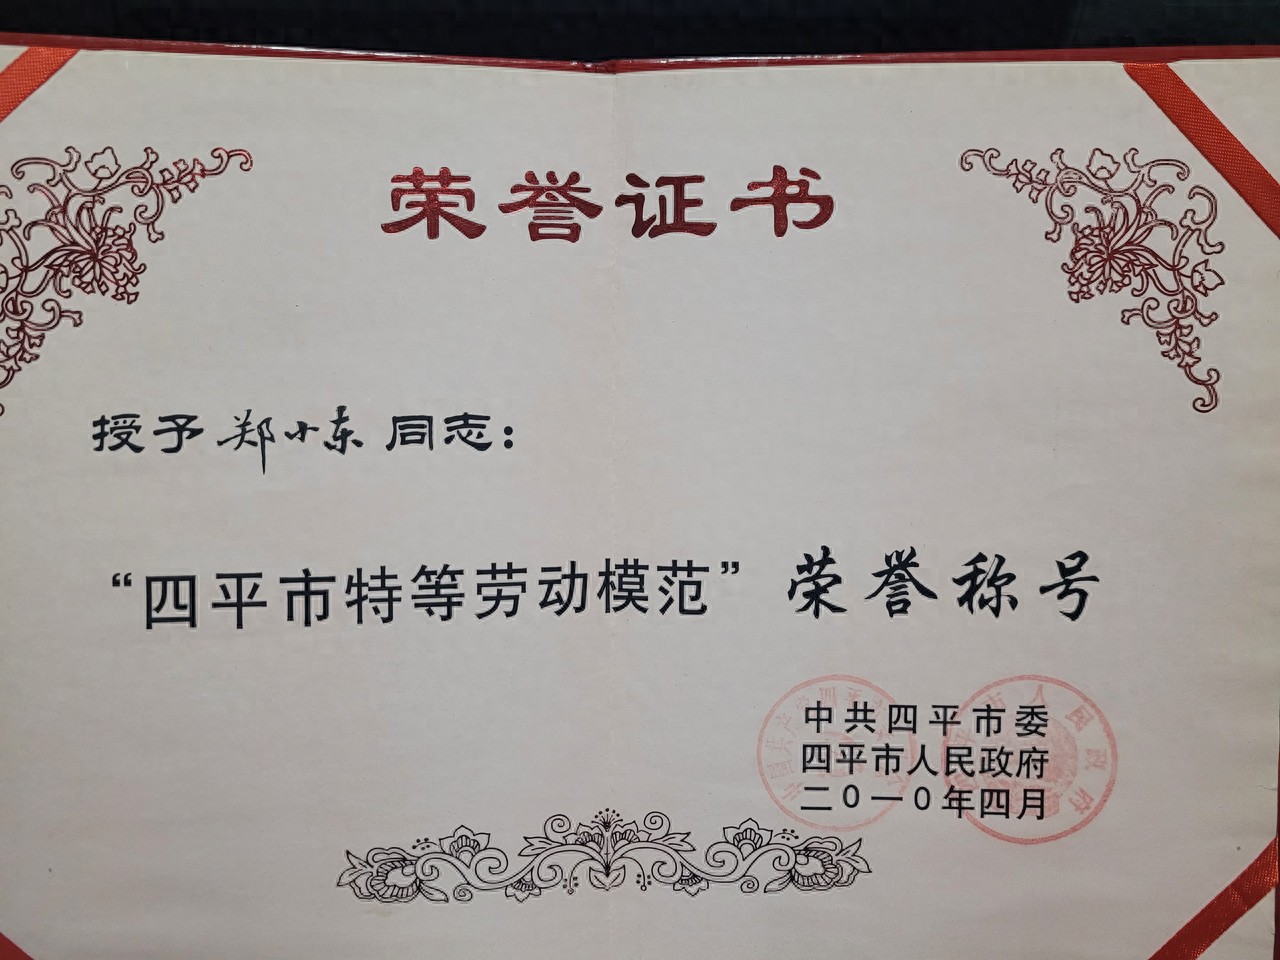 荣誉证书
授予郑小东同志：
“四平市特等劳动模范”荣誉称号
中共四平市委
四平市人民政府
二0一0年四月